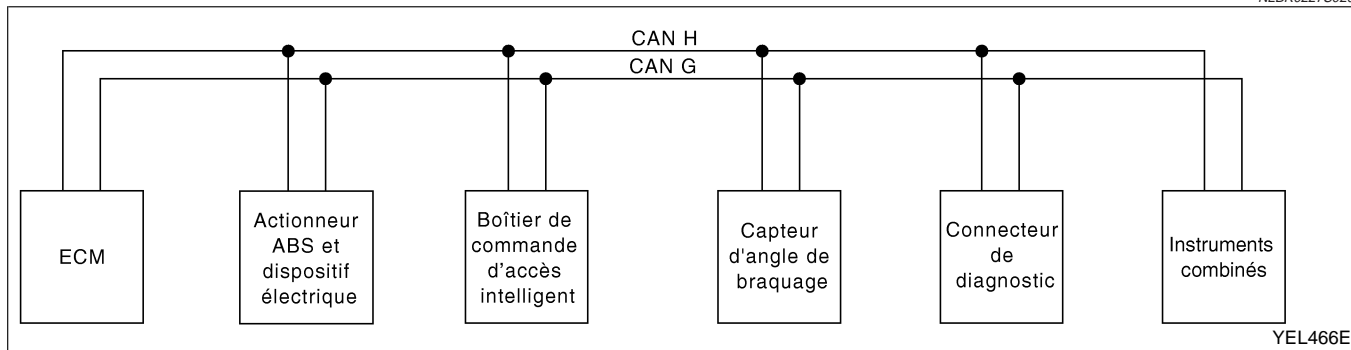 CAN H
CAN G
ECM
Actionneur
ABS et
dispositif
électrique
Boîtier de
commande
d'accès
intelligent
Capteur
d'angle de
braquage
Connecteur
de
diagnostic
Instruments
combinés
YEL466E